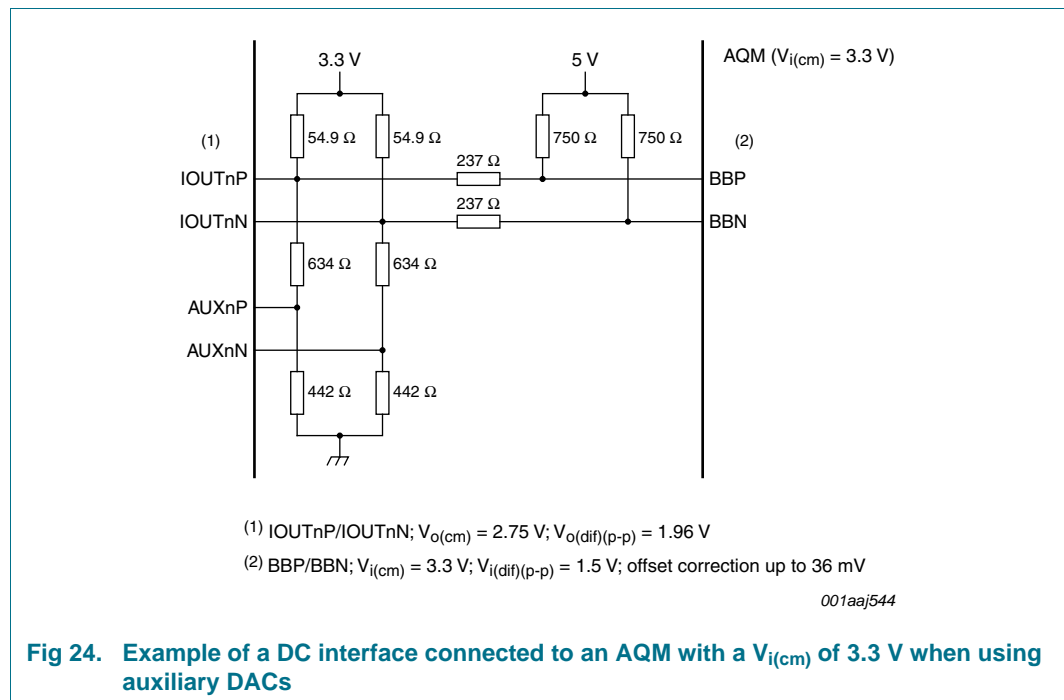 3.3 V
5 V
AQM (Vi(cm) = 3.3 V)
(1)
54.9 Ω
54.9 Ω
750 Ω
750 Ω
(2)
237 Ω
IOUTnP
BBP
237 Ω
IOUTnN
BBN
634 Ω
634 Ω
AUXnP
AUXnN
442 Ω
442 Ω
(1) IOUTnP/IOUTnN; Vo(cm) = 2.75 V; Vo(dif)(p-p) = 1.96 V
(2) BBP/BBN; Vi(cm) = 3.3 V; Vi(dif)(p-p) = 1.5 V; offset correction up to 36 mV
001aaj544
Fig 24. Example of a DC interface connected to an AQM with a Vi(cm) of 3.3 V when using
auxiliary DACs